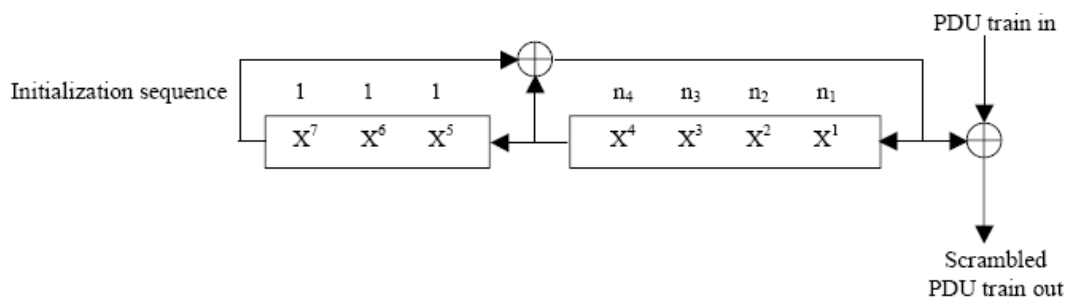 PDU train in
Initialization sequence 1 1 1 n₄ n₃ n₂ n₁
X⁷ X⁶ X⁵ X⁴ X³ X² X¹
Scrambled
PDU train out